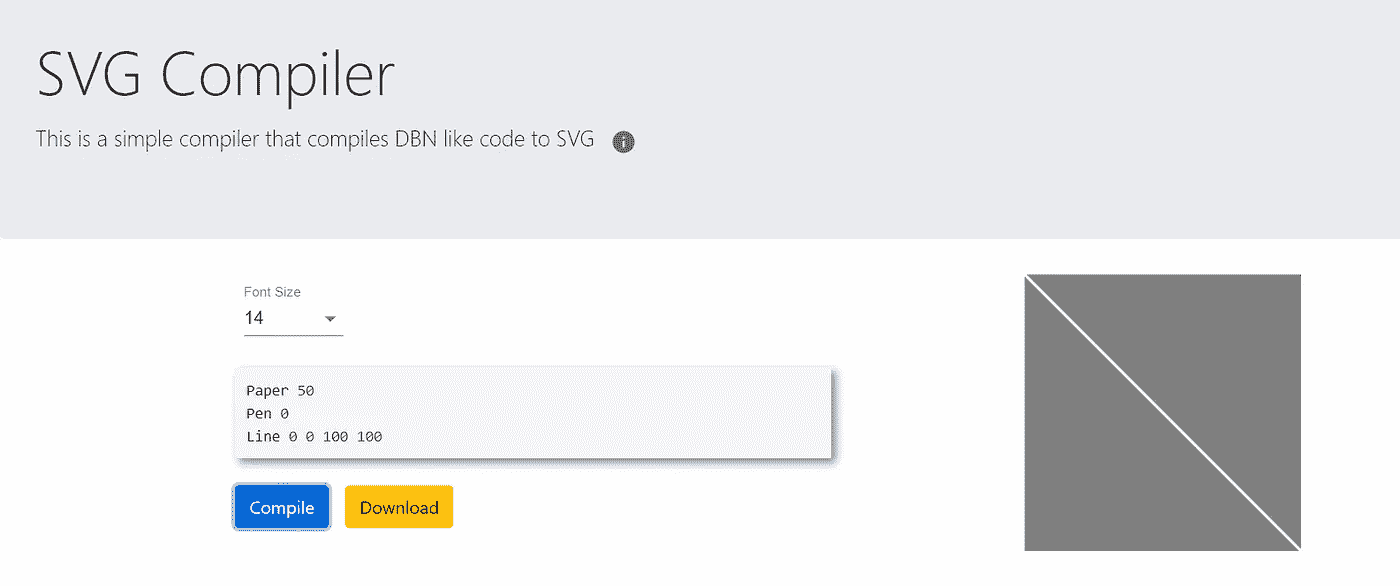 SVG Compiler
This is a simple compiler that compiles DBN like code to SVG
Font Size
14
Paper 50
Pen 0
Line 0 0 100 100
Compile
Download